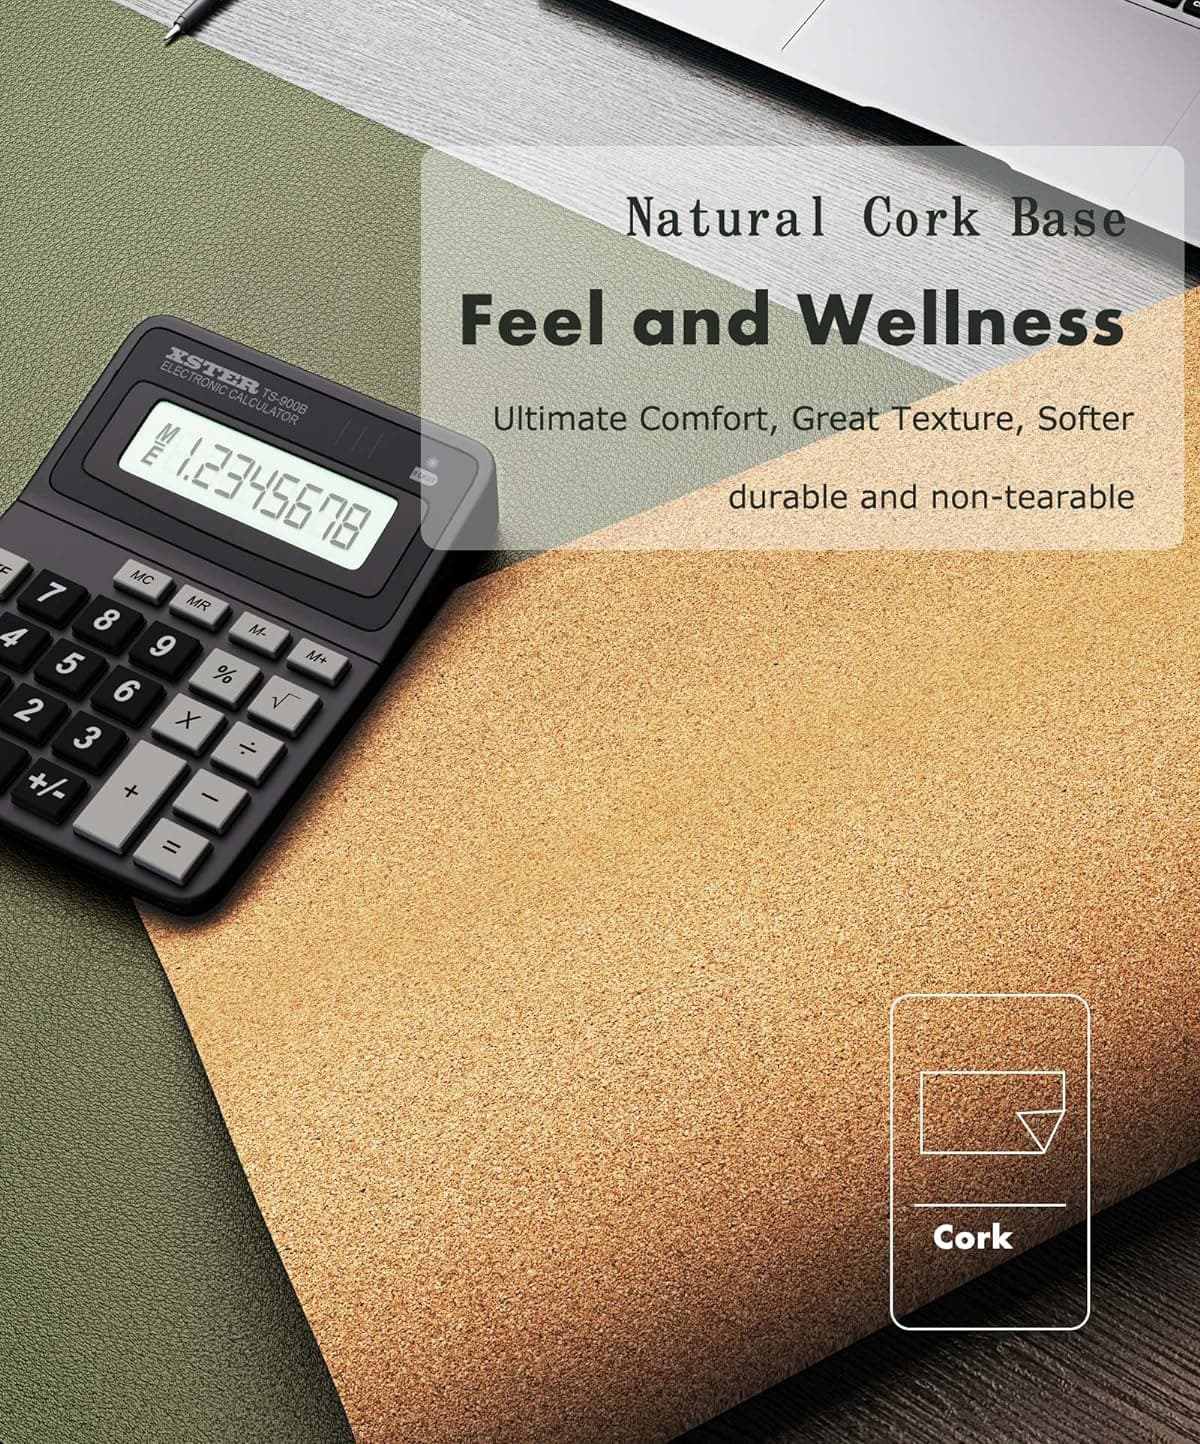 Natural Cork Base
Feel and Wellness
Ultimate Comfort, Great Texture, Softer
durable and non-tearable
XSTER TS-900B
ELECTRONIC CALCULATOR
M
E
1.2345678
MC
MR
M-
M+
7
8
9
%
√
4
5
6
X
÷
2
3
+
−
+/-
=
Cork